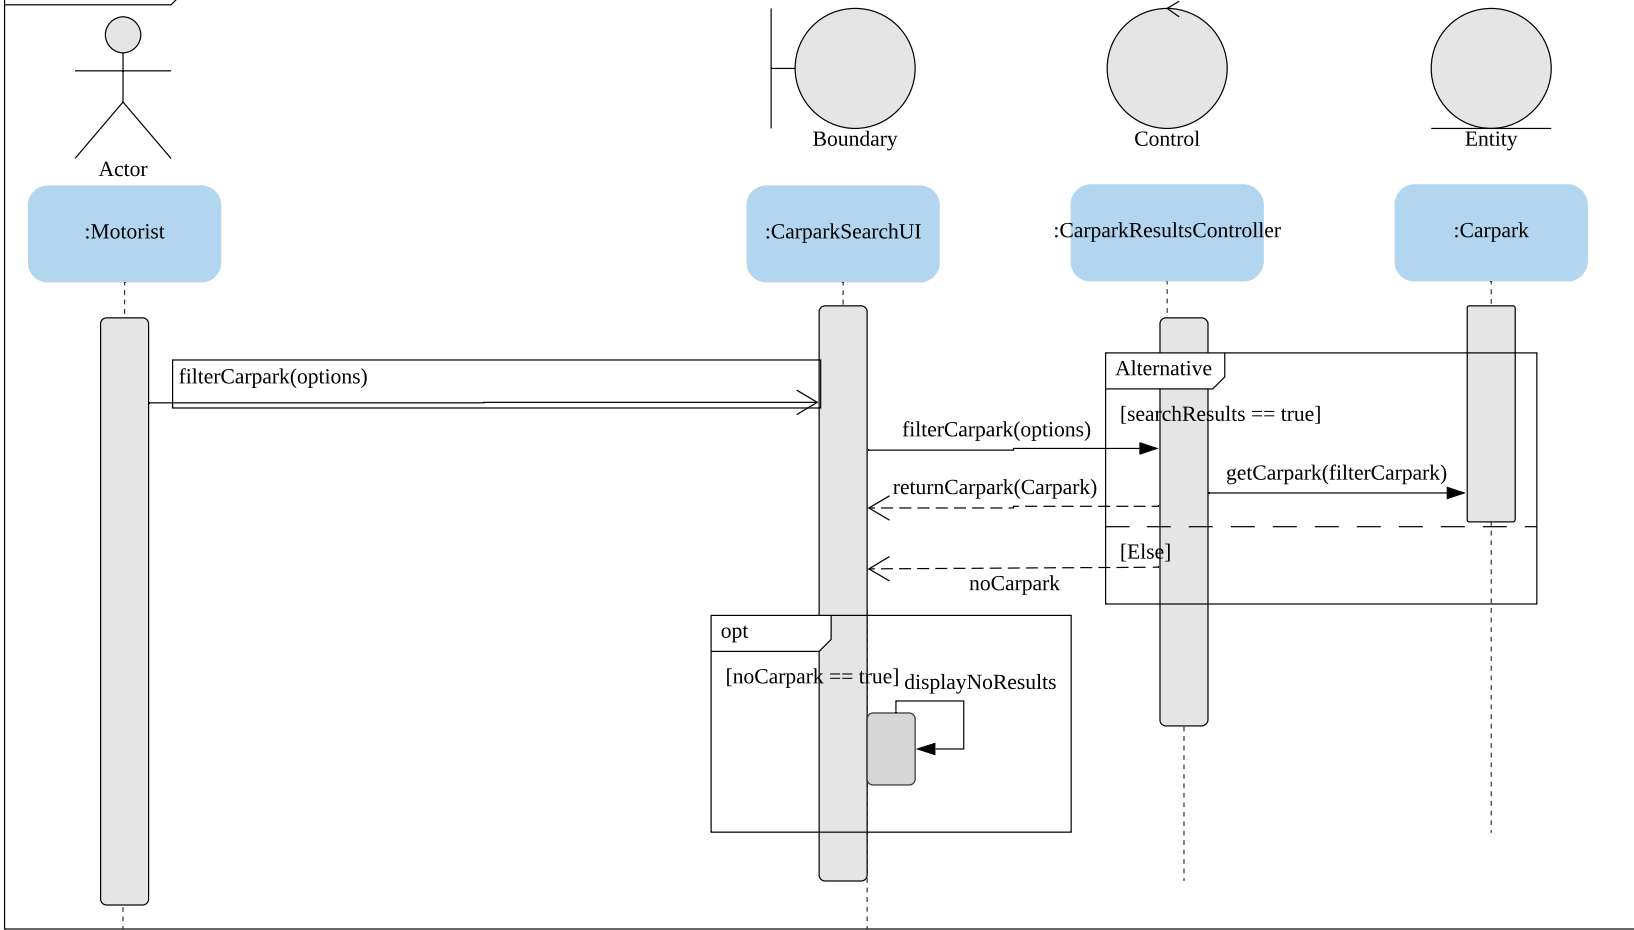 Actor
Boundary
Control
Entity
:Motorist
:CarparkSearchUI
:CarparkResultsController
:Carpark
filterCarpark(options)
Alternative
[searchResults == true]
filterCarpark(options)
getCarpark(filterCarpark)
returnCarpark(Carpark)
[Else]
noCarpark
opt
[noCarpark == true]
displayNoResults